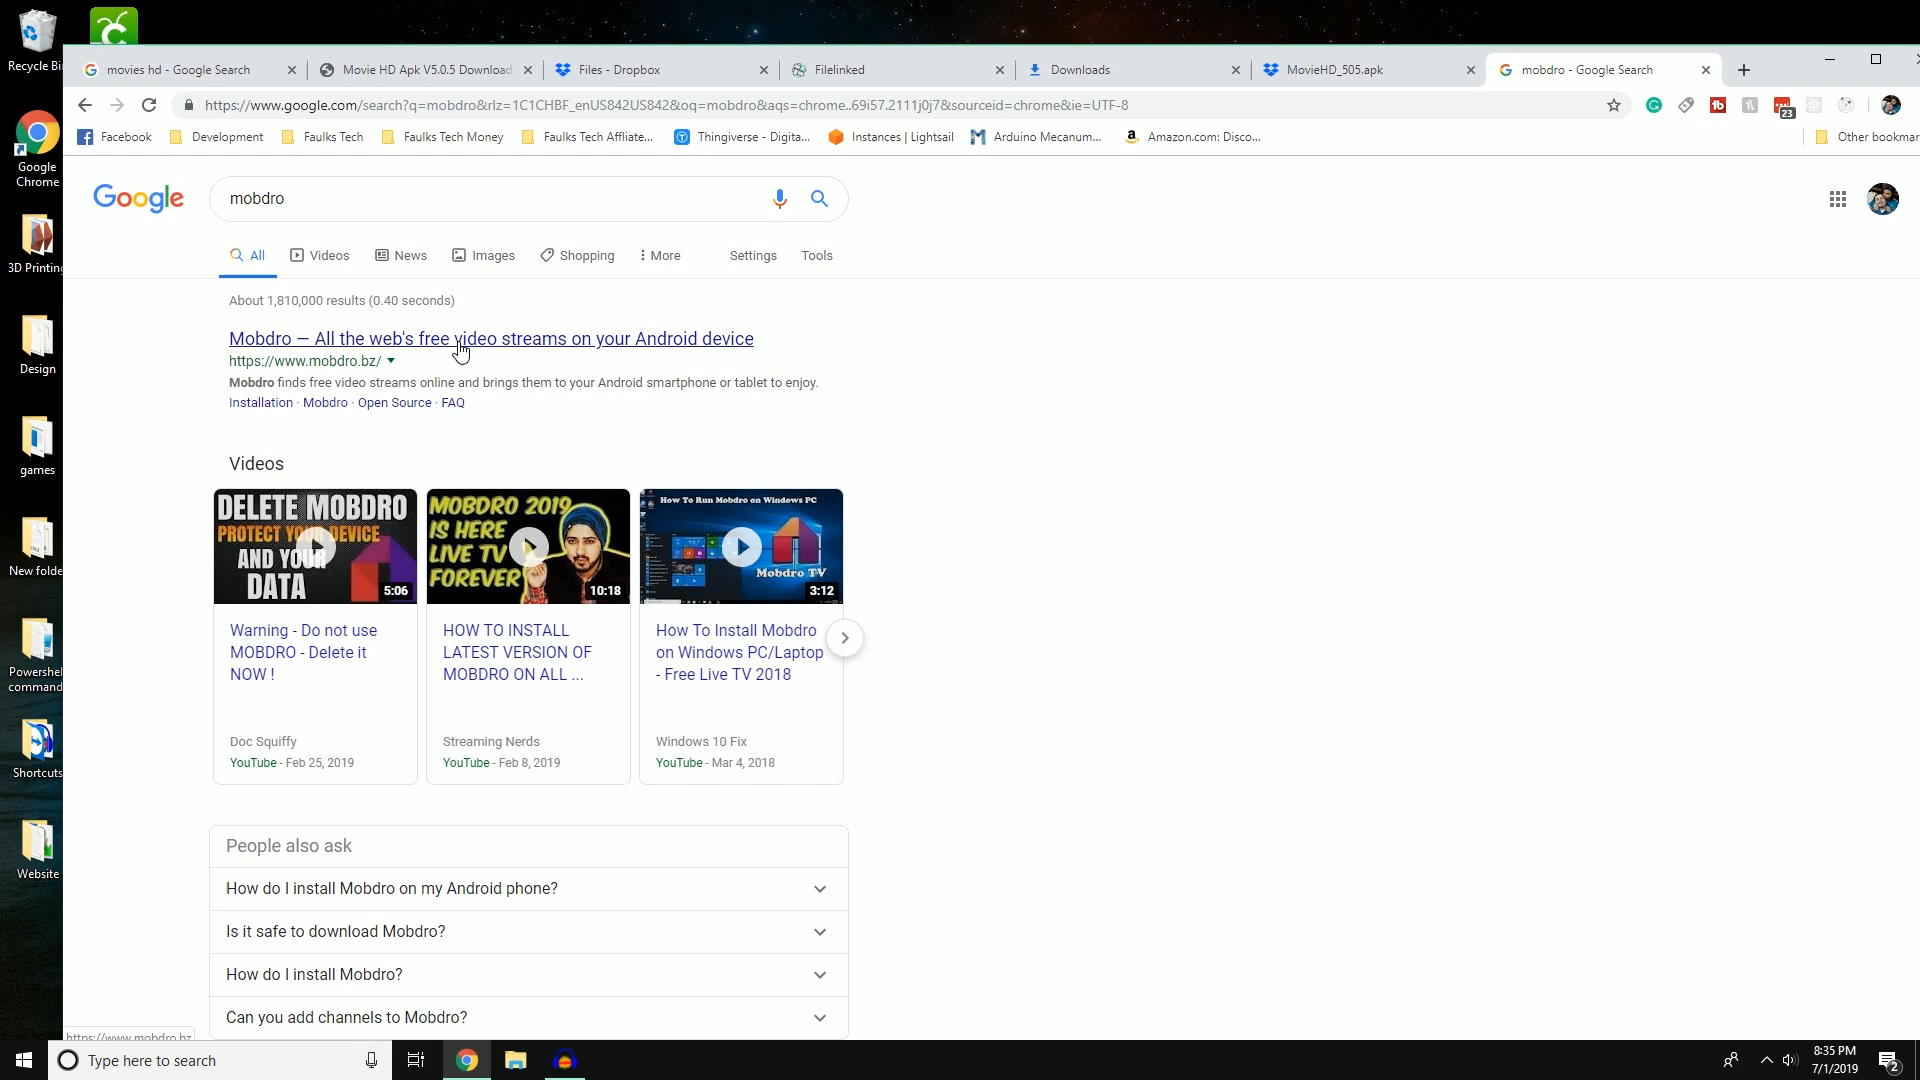 Recycle Bi
movies hd - Google Search
Movie HD Apk V5.0.5 Download
Files - Dropbox
Filelinked
Downloads
MovieHD_505.apk
mobdro - Google Search
https://www.google.com/search?q=mobdro&rlz=1C1CHBF_enUS842US842&oq=mobdro&aqs=chrome..69i57.2111j0j7&sourceid=chrome&ie=UTF-8
23
Facebook
Development
Faulks Tech
Faulks Tech Money
Faulks Tech Affliate...
Thingiverse - Digita...
Instances | Lightsail
Arduino Mecanum...
Amazon.com: Disco...
Other bookmar
Google
Chrome
3D Printing
Design
games
New folde
Powershel
command
Shortcuts
Website
Google
mobdro
All
Videos
News
Images
Shopping
More
Settings
Tools
About 1,810,000 results (0.40 seconds)
Mobdro — All the web's free video streams on your Android device
https://www.mobdro.bz/
Mobdro finds free video streams online and brings them to your Android smartphone or tablet to enjoy.
Installation · Mobdro · Open Source · FAQ
Videos
DELETE MOBDRO
PROTECT YOUR DEVICE
AND YOUR
DATA
5:06
Warning - Do not use
MOBDRO - Delete it
NOW !
Doc Squiffy
YouTube - Feb 25, 2019
MOBDRO 2019
IS HERE
LIVE TV
FOREVER
10:18
HOW TO INSTALL
LATEST VERSION OF
MOBDRO ON ALL ...
Streaming Nerds
YouTube - Feb 8, 2019
How To Run Mobdro on Windows PC
Mobdro TV
3:12
How To Install Mobdro
on Windows PC/Laptop
- Free Live TV 2018
Windows 10 Fix
YouTube - Mar 4, 2018
People also ask
How do I install Mobdro on my Android phone?
Is it safe to download Mobdro?
How do I install Mobdro?
Can you add channels to Mobdro?
https://www.mobdro.bz
Type here to search
8:35 PM
7/1/2019
2